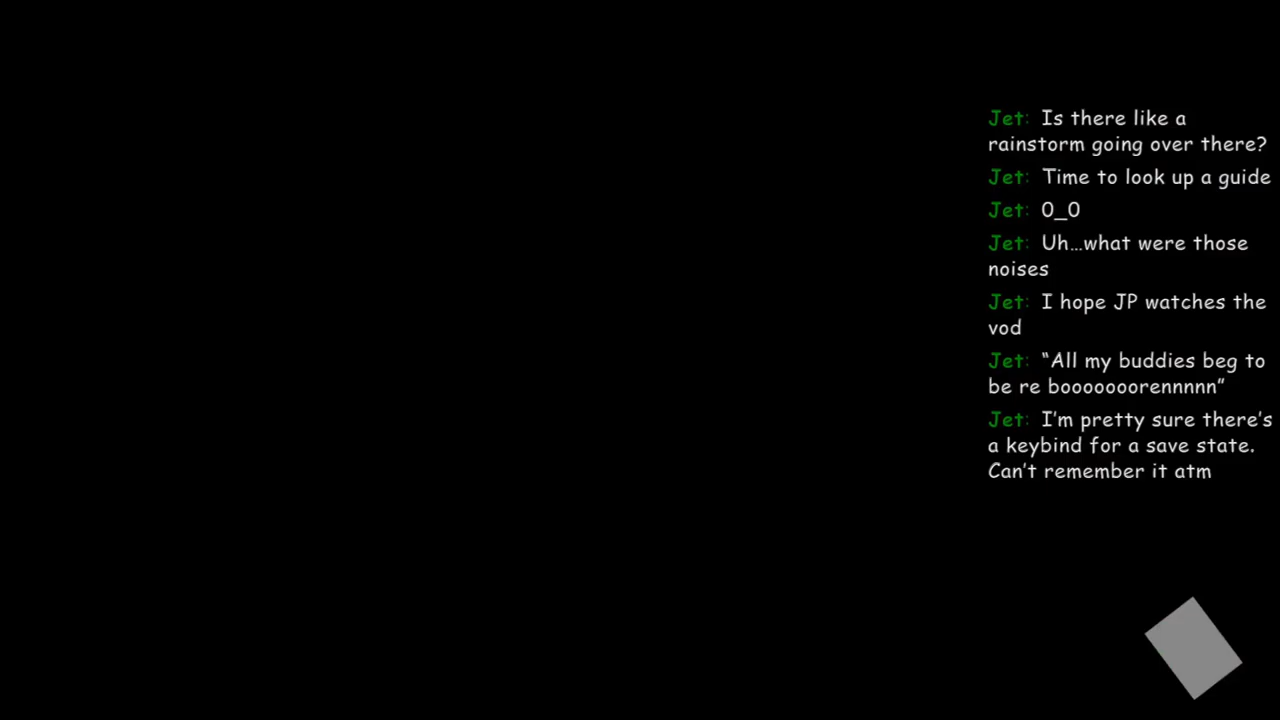 Jet: Is there like a
rainstorm going over there?
Jet: Time to look up a guide
Jet: 0_0
Jet: Uh…what were those
noises
Jet: I hope JP watches the
vod
Jet: “All my buddies beg to
be re booooooorennnnn”
Jet: I’m pretty sure there’s
a keybind for a save state.
Can’t remember it atm